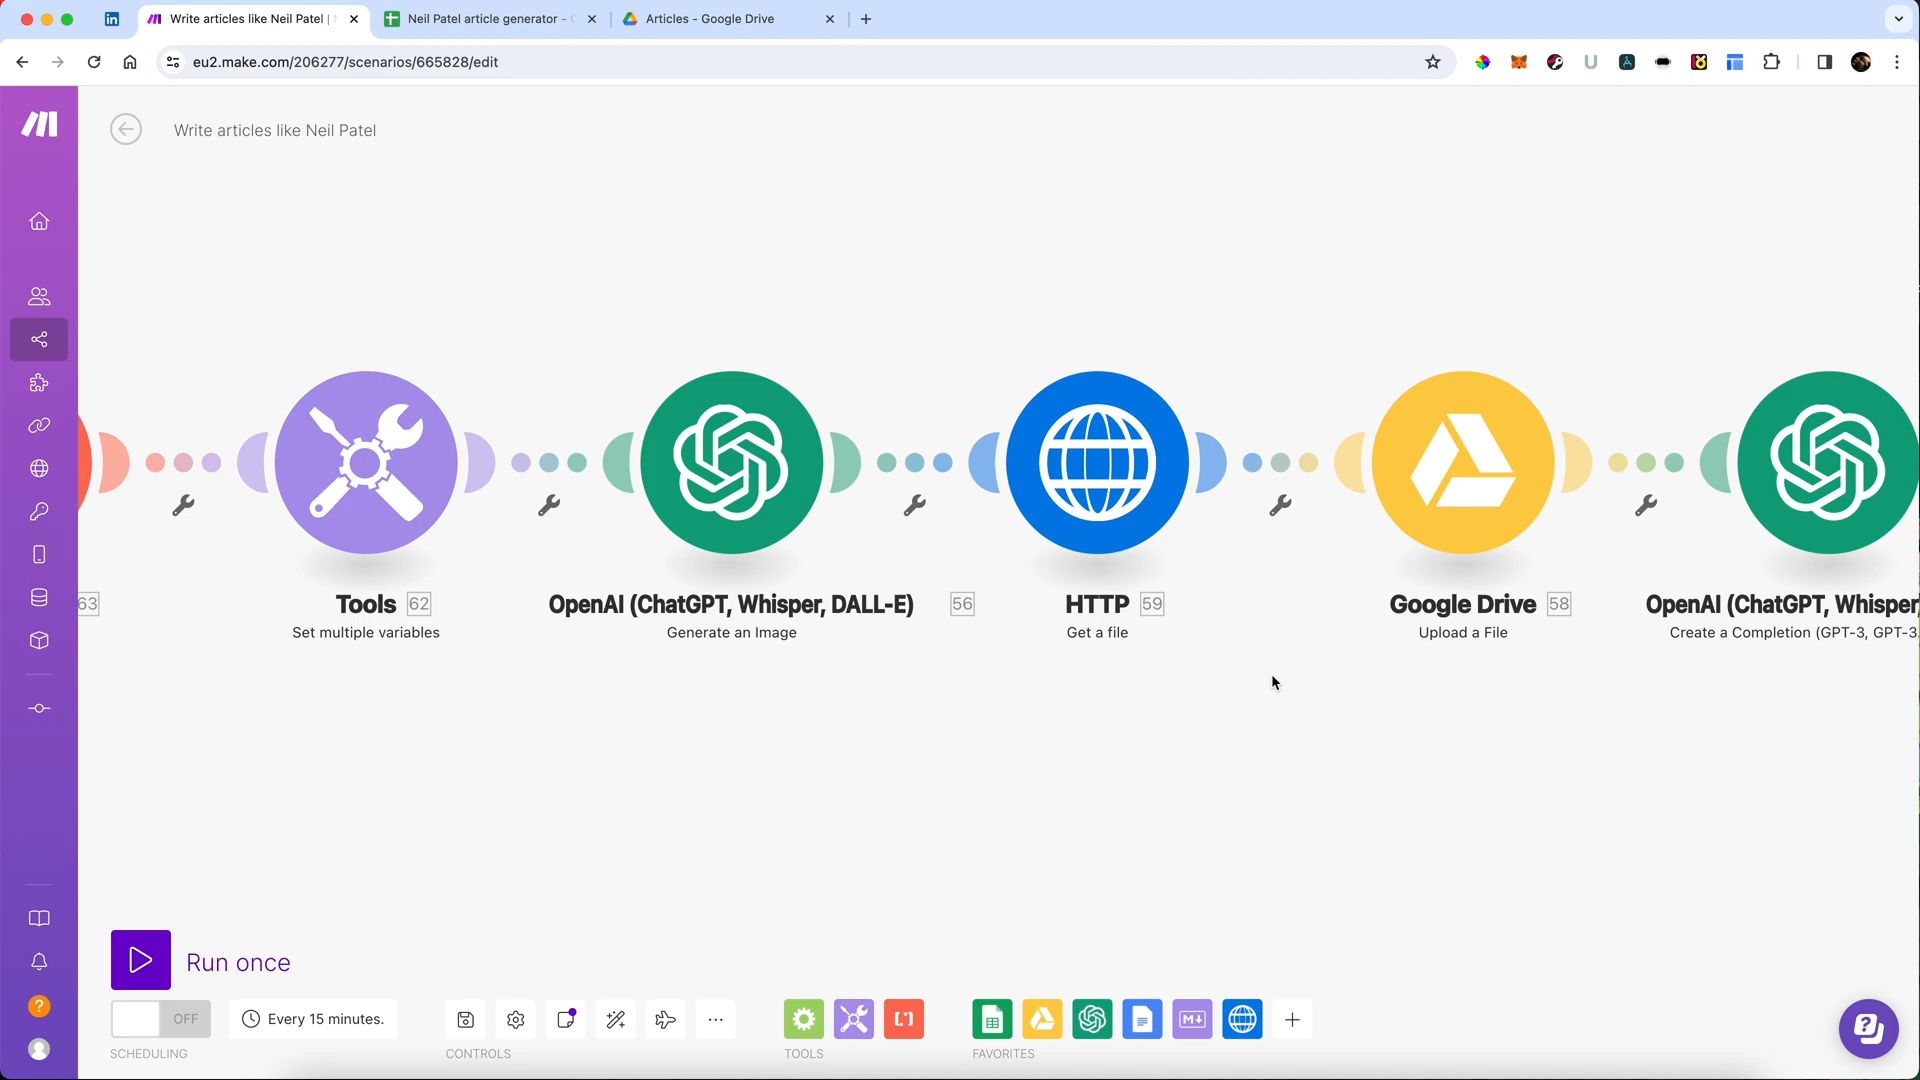 Write articles like Neil Patel |
Neil Patel article generator -
Articles - Google Drive
eu2.make.com/206277/scenarios/665828/edit
Write articles like Neil Patel
63
Tools 62
Set multiple variables
OpenAI (ChatGPT, Whisper, DALL-E) 56
Generate an Image
HTTP 59
Get a file
Google Drive 58
Upload a File
OpenAI (ChatGPT, Whisper
Create a Completion (GPT-3, GPT-3.
Run once
OFF
Every 15 minutes.
SCHEDULING
CONTROLS
TOOLS
FAVORITES